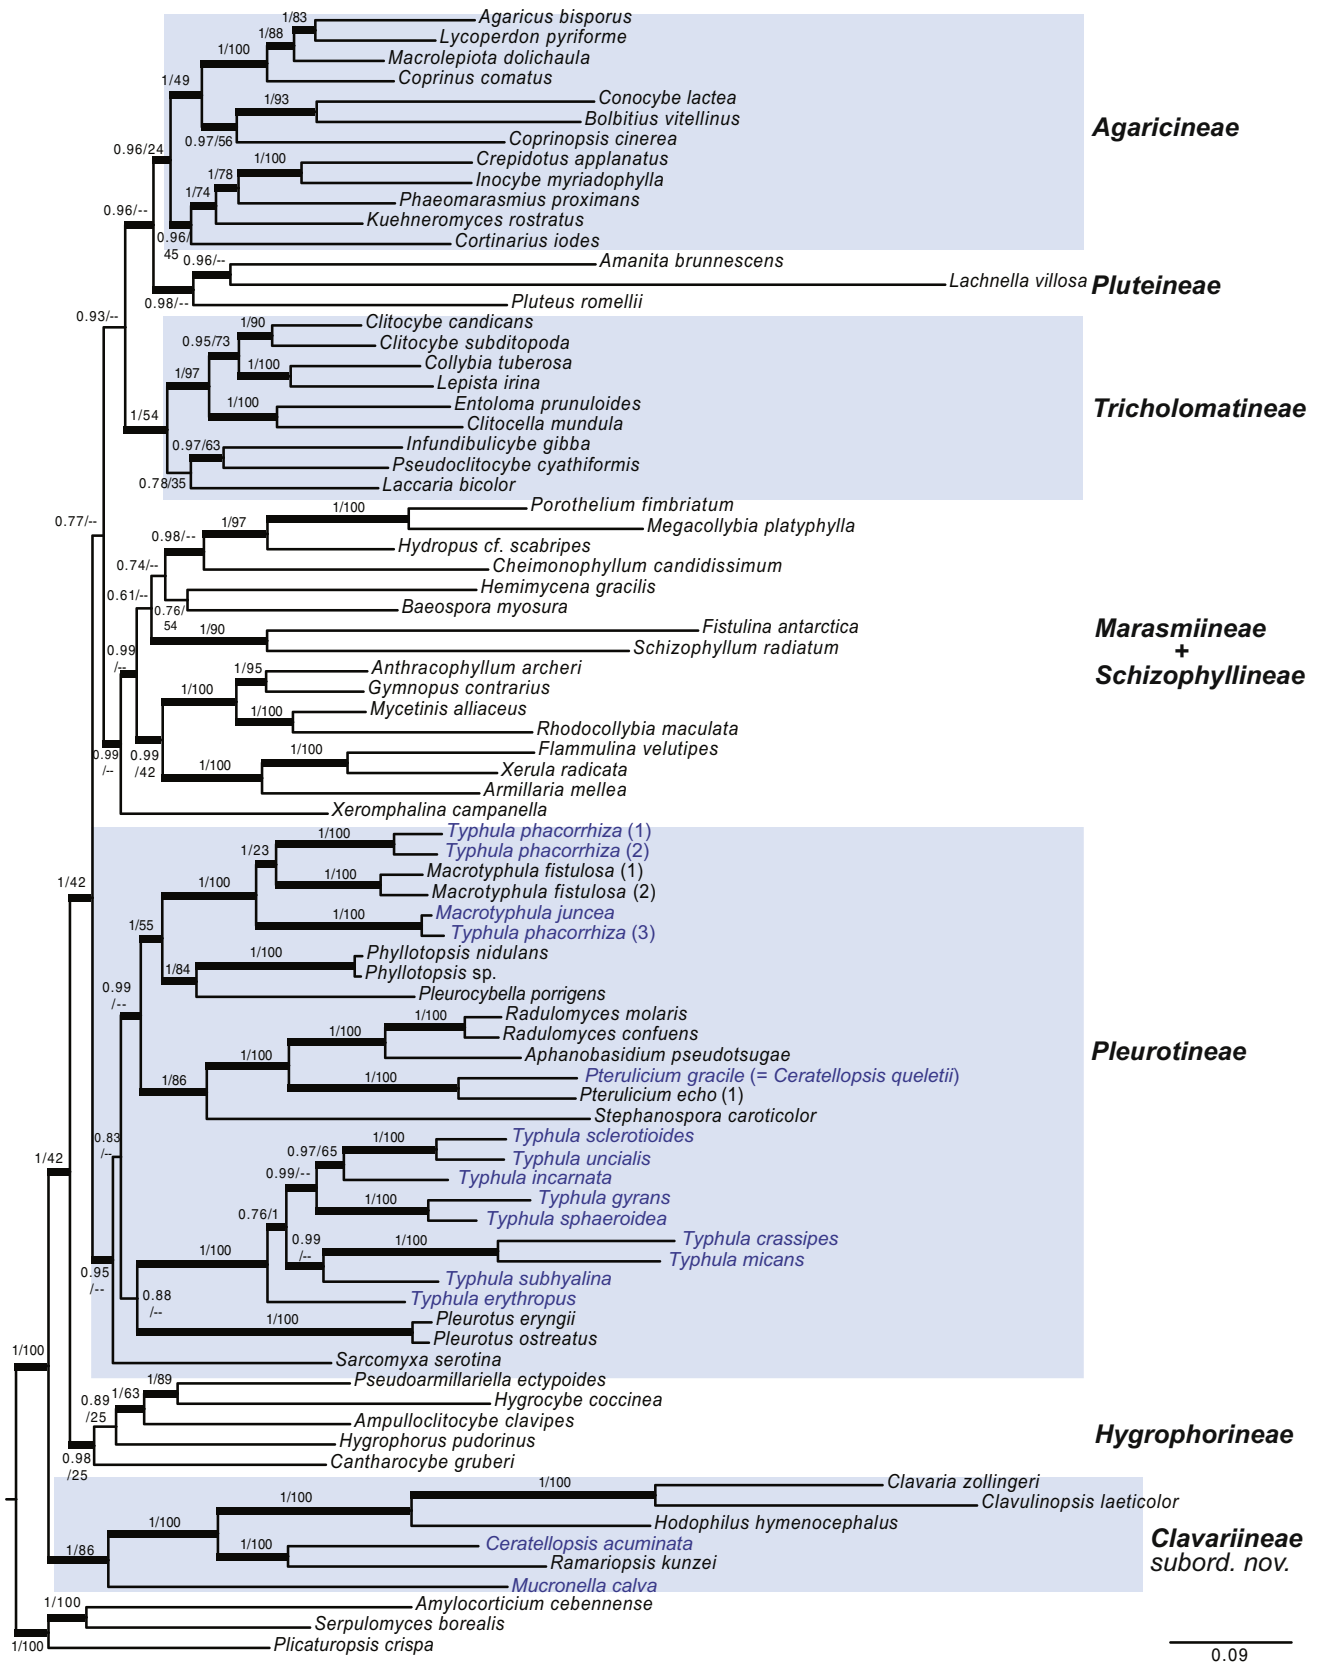 1/83
Agaricus bisporus
1/88
Lycoperdon pyriforme
1/100
Macrolepiota dolichaula
Coprinus comatus
1/49
1/93
Conocybe lactea
Bolbitius vitellinus
Agaricineae
0.97/56
Coprinopsis cinerea
0.96/24
1/100
Crepidotus applanatus
1/78
Inocybe myriadophylla
1/74
Phaeomarasmius proximans
0.96/--
Kuehneromyces rostratus
0.96/
45
Cortinarius iodes
0.96/--
Amanita brunnescens
Lachnella villosa
Pluteineae
0.98/--
Pluteus romellii
0.93/--
1/90
Clitocybe candicans
0.95/73
Clitocybe subditopoda
1/100
Collybia tuberosa
1/97
Lepista irina
1/100
Entoloma prunuloides
Tricholomatineae
1/54
Clitocella mundula
0.97/63
Infundibulicybe gibba
Pseudoclitocybe cyathiformis
0.78/35
Laccaria bicolor
1/100
Porothelium fimbriatum
0.77/--
1/97
Megacollybia platyphylla
0.98/--
Hydropus cf. scabripes
0.74/--
Cheimonophyllum candidissimum
0.61/--
Hemimycena gracilis
0.76/
54
Baeospora myosura
1/90
Fistulina antarctica
Marasmiineae
+
Schizophyllineae
Schizophyllum radiatum
0.99
/--
1/95
Anthracophyllum archeri
1/100
Gymnopus contrarius
1/100
Mycetinis alliaceus
Rhodocollybia maculata
0.99
/--
0.99
/42
1/100
Flammulina velutipes
1/100
Xerula radicata
Armillaria mellea
Xeromphalina campanella
1/100
Typhula phacorrhiza (1)
1/23
Typhula phacorrhiza (2)
1/42
1/100
1/100
Macrotyphula fistulosa (1)
Macrotyphula fistulosa (2)
1/100
Macrotyphula juncea
1/55
Typhula phacorrhiza (3)
1/100
Phyllotopsis nidulans
1/84
Phyllotopsis sp.
0.99
/--
Pleurocybella porrigens
1/100
Radulomyces molaris
1/100
Radulomyces confuens
1/100
Aphanobasidium pseudotsugae
Pleurotineae
1/86
1/100
Pterulicium gracile (= Ceratellopsis queletii)
Pterulicium echo (1)
Stephanospora caroticolor
0.83
/--
1/100
Typhula sclerotioides
0.97/65
Typhula uncialis
1/42
0.99/--
Typhula incarnata
1/100
Typhula gyrans
0.76/1
Typhula sphaeroidea
0.99
/--
1/100
Typhula crassipes
1/100
Typhula micans
0.95
/--
Typhula subhyalina
0.88
/--
Typhula erythropus
1/100
Pleurotus eryngii
Pleurotus ostreatus
1/100
Sarcomyxa serotina
1/89
Pseudoarmillariella ectypoides
0.89
/25
1/63
Hygrocybe coccinea
Ampulloclitocybe clavipes
Hygrophorineae
Hygrophorus pudorinus
0.98
/25
Cantharocybe gruberi
1/100
Clavaria zollingeri
1/100
Clavulinopsis laeticolor
1/100
Hodophilus hymenocephalus
Clavariineae
subord. nov.
1/86
1/100
Ceratellopsis acuminata
Ramariopsis kunzei
Mucronella calva
1/100
Amylocorticium cebennense
Serpulomyces borealis
1/100
Plicaturopsis crispa
0.09